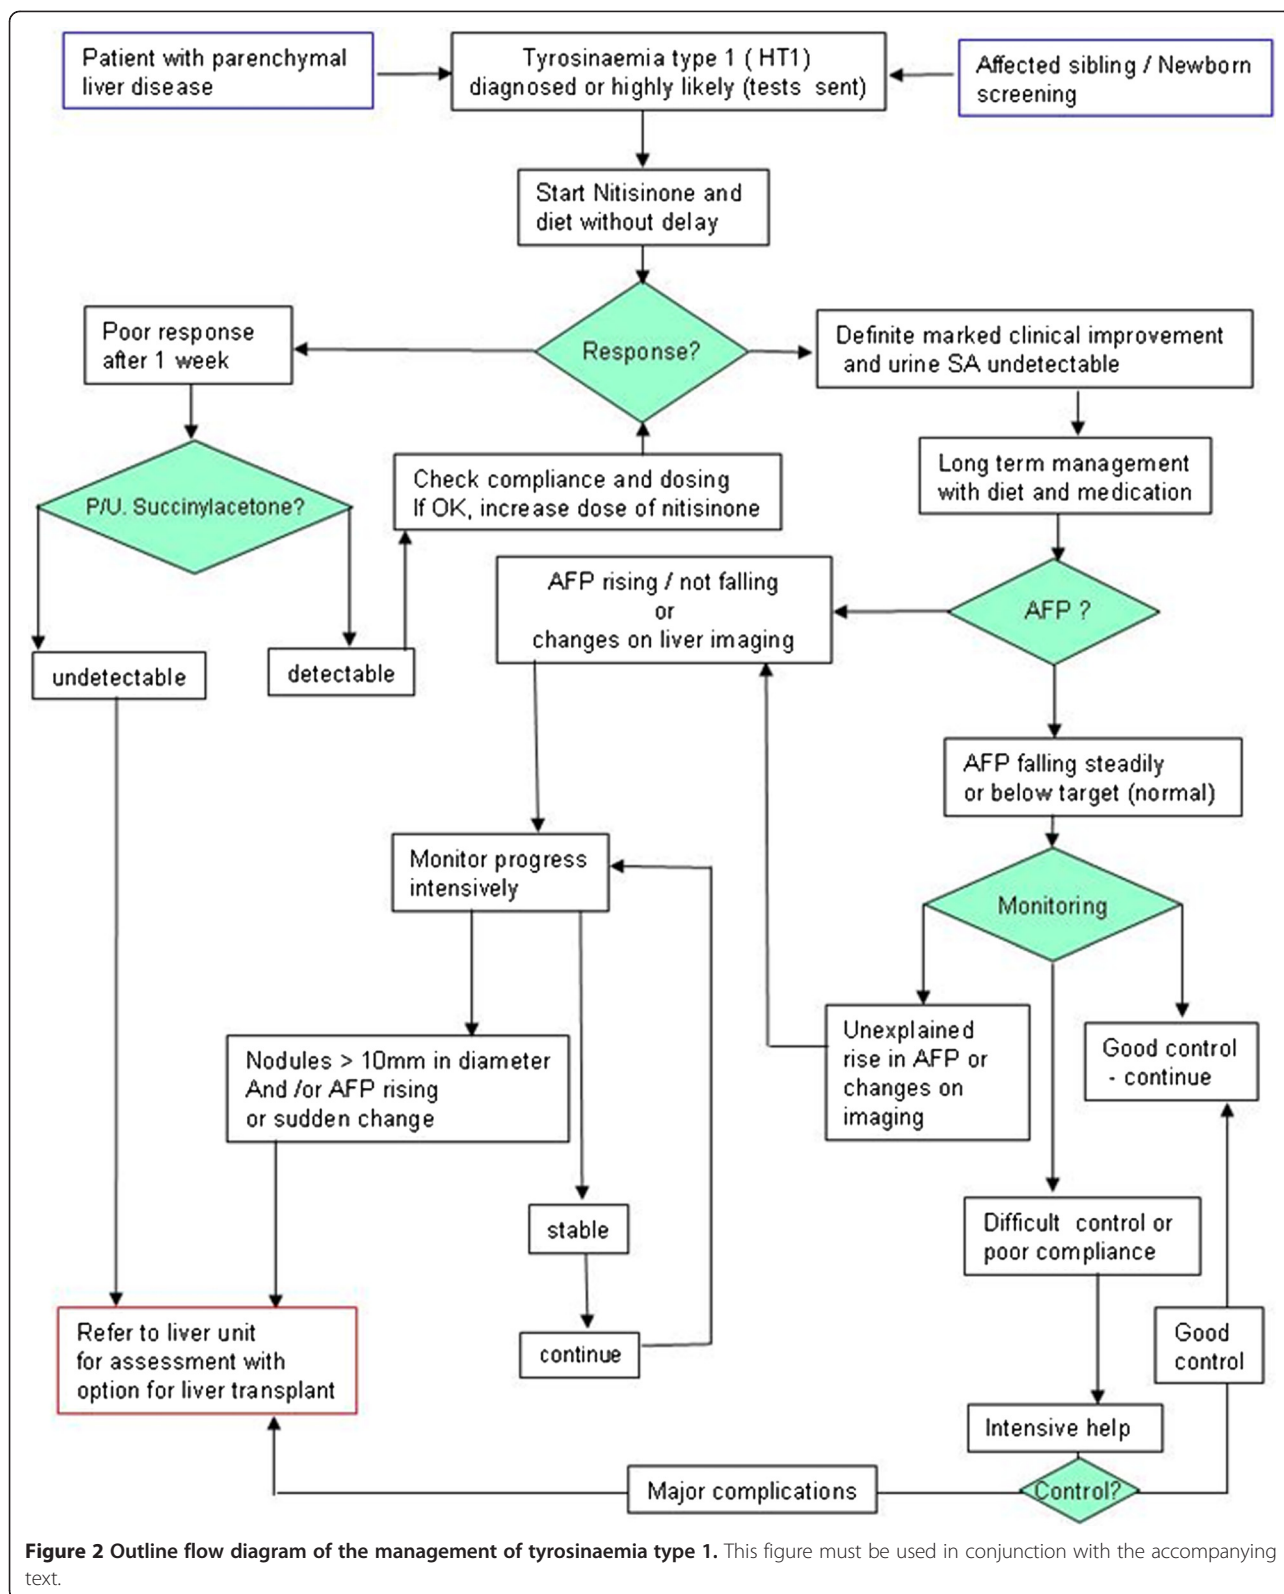 Patient with parenchymal
liver disease
Tyrosinaemia type 1 ( HT1)
diagnosed or highly likely (tests sent)
Affected sibling / Newborn
screening
Start Nitisinone and
diet without delay
Poor response
after 1 week
Response?
Definite marked clinical improvement
and urine SA undetectable
P/U. Succinylacetone?
Check compliance and dosing
If OK, increase dose of nitisinone
Long term management
with diet and medication
AFP rising / not falling
or
changes on liver imaging
AFP ?
undetectable
detectable
AFP falling steadily
or below target (normal)
Monitor progress
intensively
Monitoring
Nodules > 10mm in diameter
And /or AFP rising
or sudden change
Unexplained
rise in AFP or
changes on
imaging
Good control
- continue
stable
Difficult control or
poor compliance
continue
Refer to liver unit
for assessment with
option for liver transplant
Good
control
Intensive help
Major complications
Control?
Figure 2 Outline flow diagram of the management of tyrosinaemia type 1. This figure must be used in conjunction with the accompanying
text.